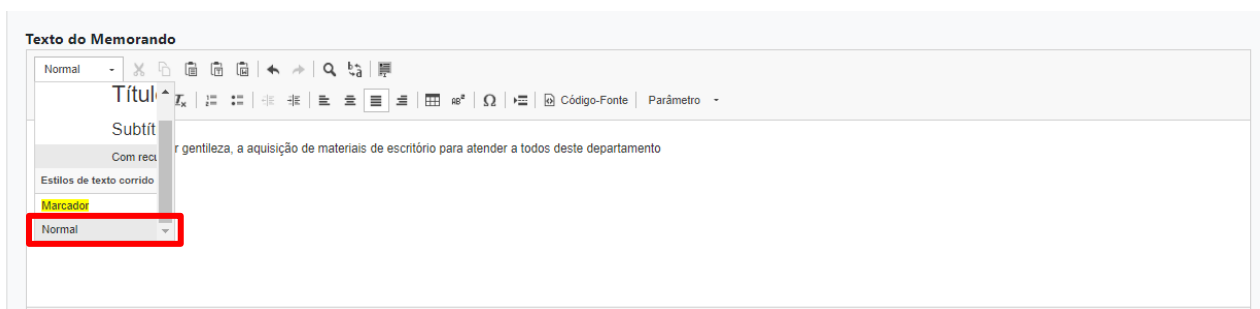 Texto do Memorando
Normal
Código-Fonte Parâmetro
Títul
Subtít
Com recu
r gentileza, a aquisição de materiais de escritório para atender a todos deste departamento
Estilos de texto corrido
Marcador
Normal